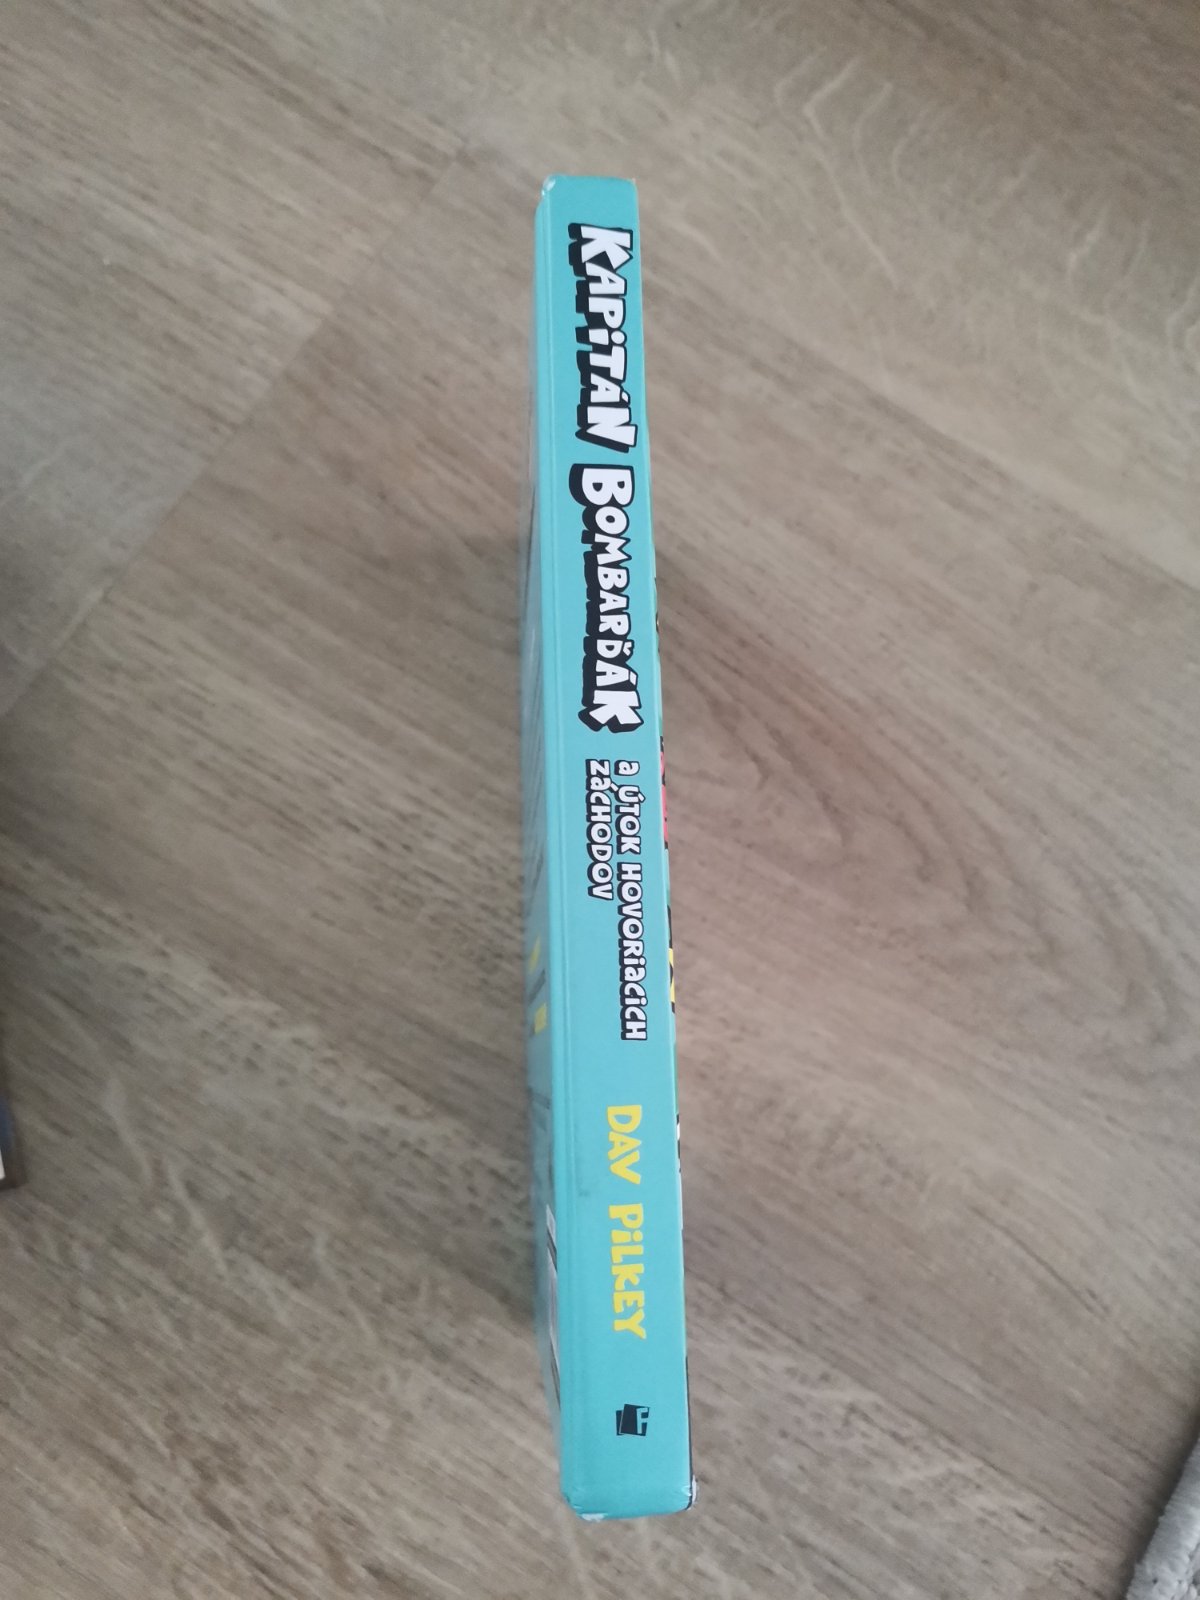 KAPiTÁN BOMBARĎÁK
a ÚTOK HOVORiaCiCH
ZáCHODOV
DAV PiLKEY